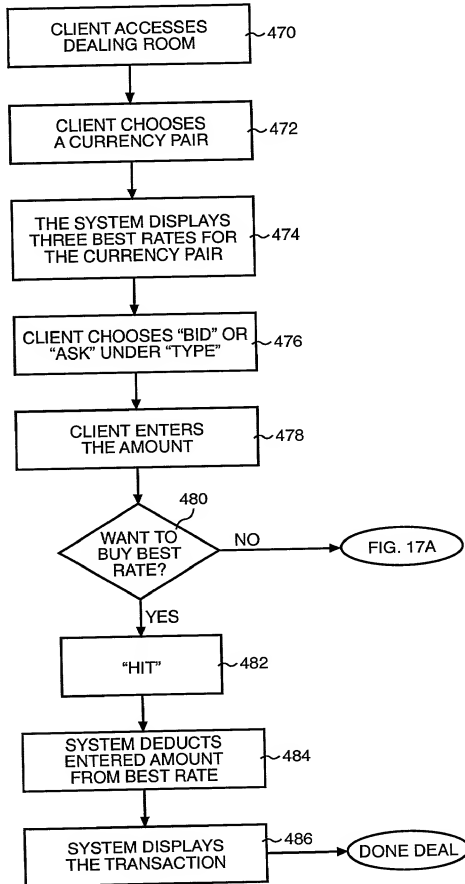 CLIENT ACCESSES
DEALING ROOM
470
CLIENT CHOOSES
A CURRENCY PAIR
472
THE SYSTEM DISPLAYS
THREE BEST RATES FOR
THE CURRENCY PAIR
474
CLIENT CHOOSES "BID" OR
"ASK" UNDER "TYPE"
476
CLIENT ENTERS
THE AMOUNT
478
480
WANT TO
BUY BEST
RATE?
NO
FIG. 17A
YES
"HIT"
482
SYSTEM DEDUCTS
ENTERED AMOUNT
FROM BEST RATE
484
SYSTEM DISPLAYS
THE TRANSACTION
486
DONE DEAL